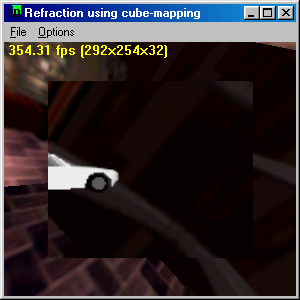 Refraction using cube-mapping
File Options
354.31 fps (292x254x32)